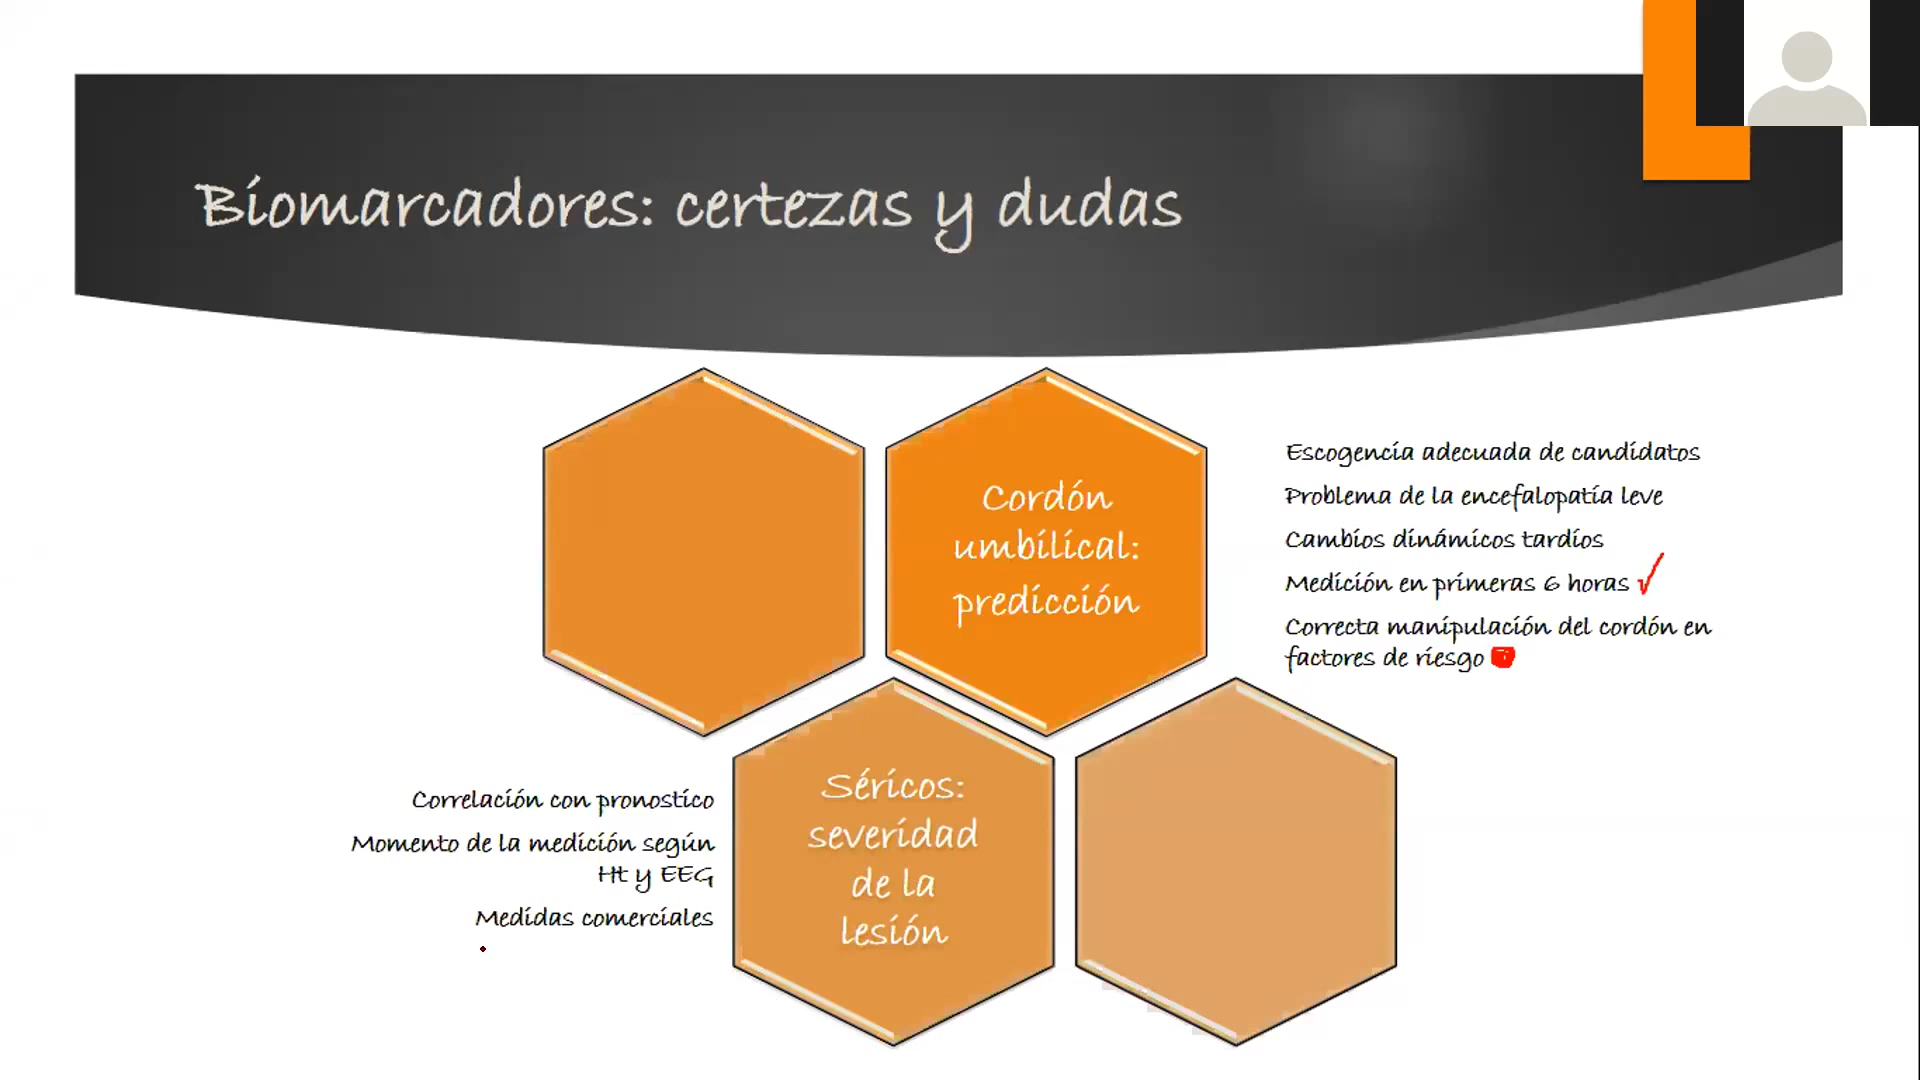 Biomarcadores: certezas y dudas
Cordón
umbilical:
predicción
Escogencia adecuada de candidatos
Problema de la encefalopatía leve
Cambios dinámicos tardíos
Medición en primeras 6 horas
Correcta manipulación del cordón en
factores de riesgo
Séricos:
severidad
de la
lesión
Correlación con pronostico
Momento de la medición según
Ht y EEG
Medidas comerciales